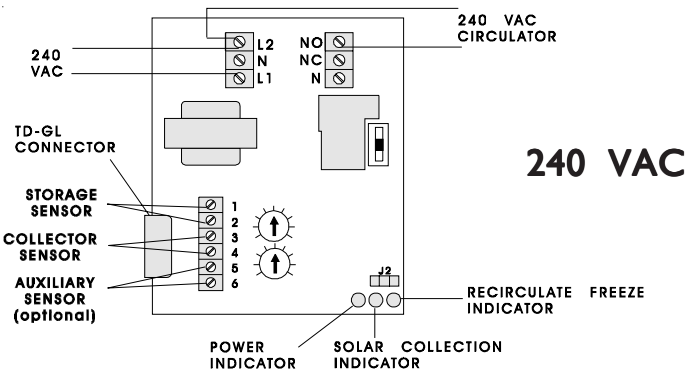 240 VAC
CIRCULATOR
240
VAC
L2
N
L1
NO
NC
N
TD-GL
CONNECTOR
240 VAC
STORAGE
SENSOR
COLLECTOR
SENSOR
AUXILIARY
SENSOR
(optional)
1
2
3
4
5
6
J2
RECIRCULATE FREEZE
INDICATOR
POWER
INDICATOR
SOLAR COLLECTION
INDICATOR